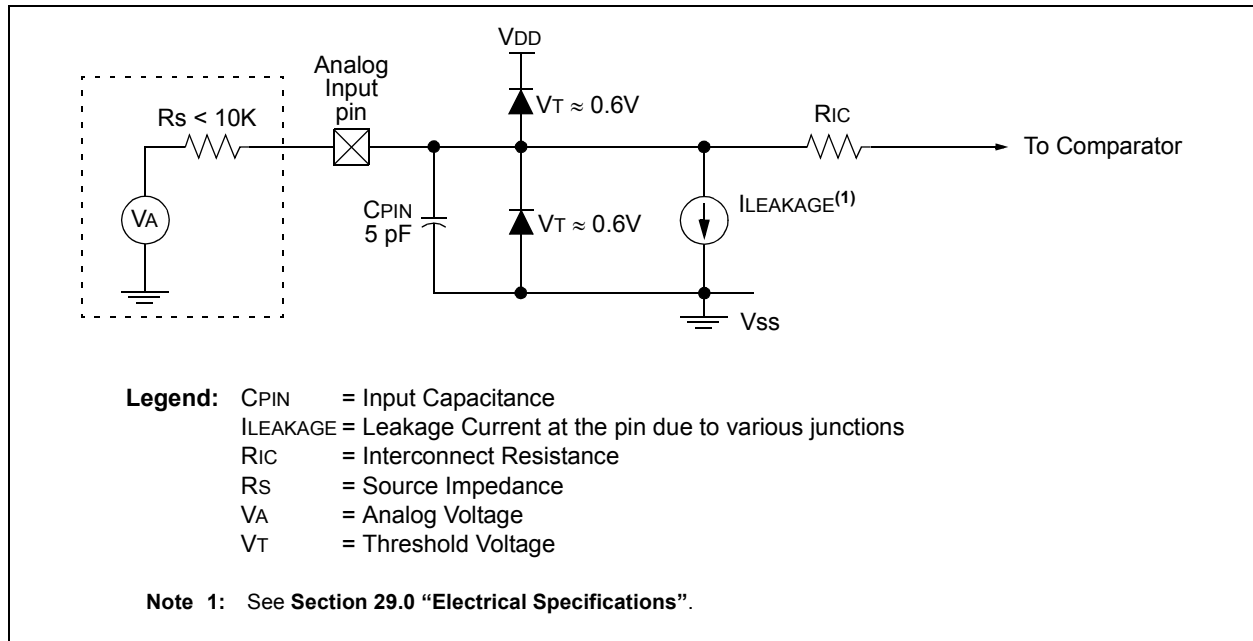 VDD
Analog
Input
pin
Rs < 10K
VT ≈ 0.6V
RIC
To Comparator
VA
CPIN
5 pF
VT ≈ 0.6V
ILEAKAGE(1)
Vss
Legend: CPIN = Input Capacitance
ILEAKAGE = Leakage Current at the pin due to various junctions
RIC = Interconnect Resistance
RS = Source Impedance
VA = Analog Voltage
VT = Threshold Voltage
Note 1: See Section 29.0 “Electrical Specifications”.